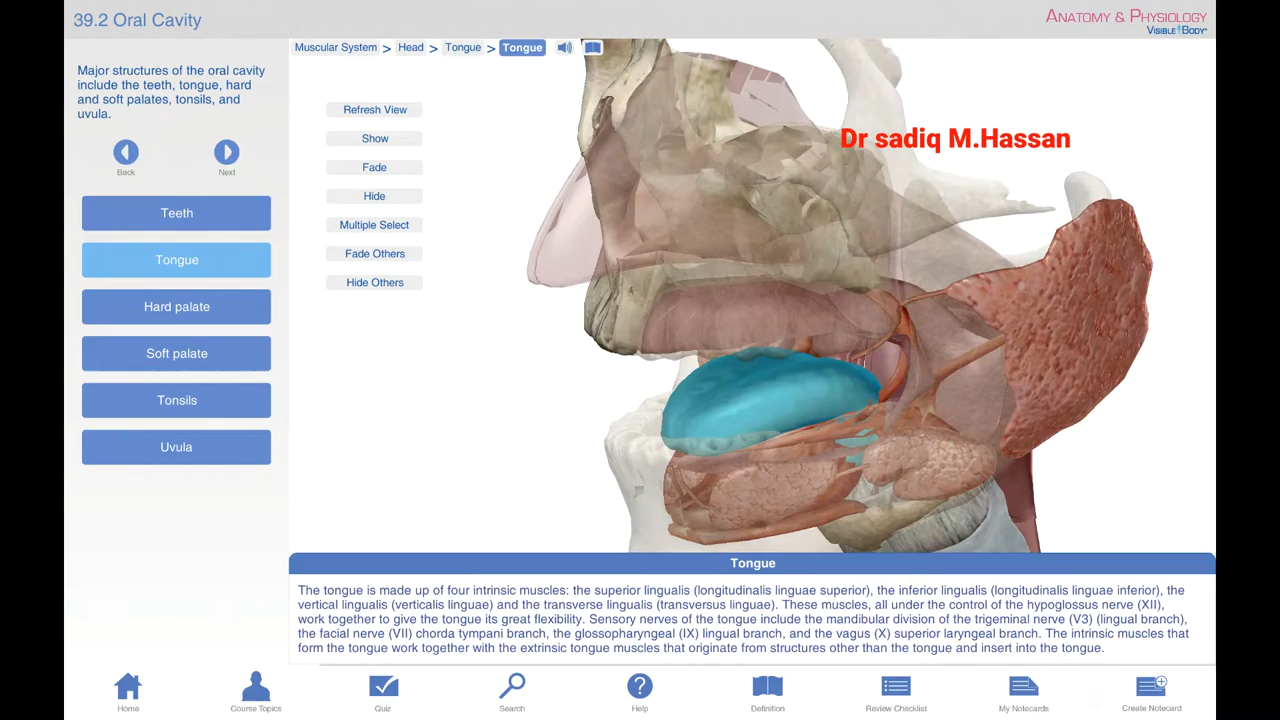 39.2 Oral Cavity
ANATOMY & PHYSIOLOGY
VISIBLE BODY
Muscular System > Head > Tongue > Tongue
Major structures of the oral cavity
include the teeth, tongue, hard
and soft palates, tonsils, and
uvula.
Back
Next
Teeth
Tongue
Hard palate
Soft palate
Tonsils
Uvula
Refresh View
Show
Fade
Hide
Multiple Select
Fade Others
Hide Others
Dr sadiq M.Hassan
Tongue
The tongue is made up of four intrinsic muscles: the superior lingualis (longitudinalis linguae superior), the inferior lingualis (longitudinalis linguae inferior), the
vertical lingualis (verticalis linguae) and the transverse lingualis (transversus linguae). These muscles, all under the control of the hypoglossus nerve (XII),
work together to give the tongue its great flexibility. Sensory nerves of the tongue include the mandibular division of the trigeminal nerve (V3) (lingual branch),
the facial nerve (VII) chorda tympani branch, the glossopharyngeal (IX) lingual branch, and the vagus (X) superior laryngeal branch. The intrinsic muscles that
form the tongue work together with the extrinsic tongue muscles that originate from structures other than the tongue and insert into the tongue.
Home
Course Topics
Quiz
Search
Help
Definition
Review Checklist
My Notecards
Create Notecard